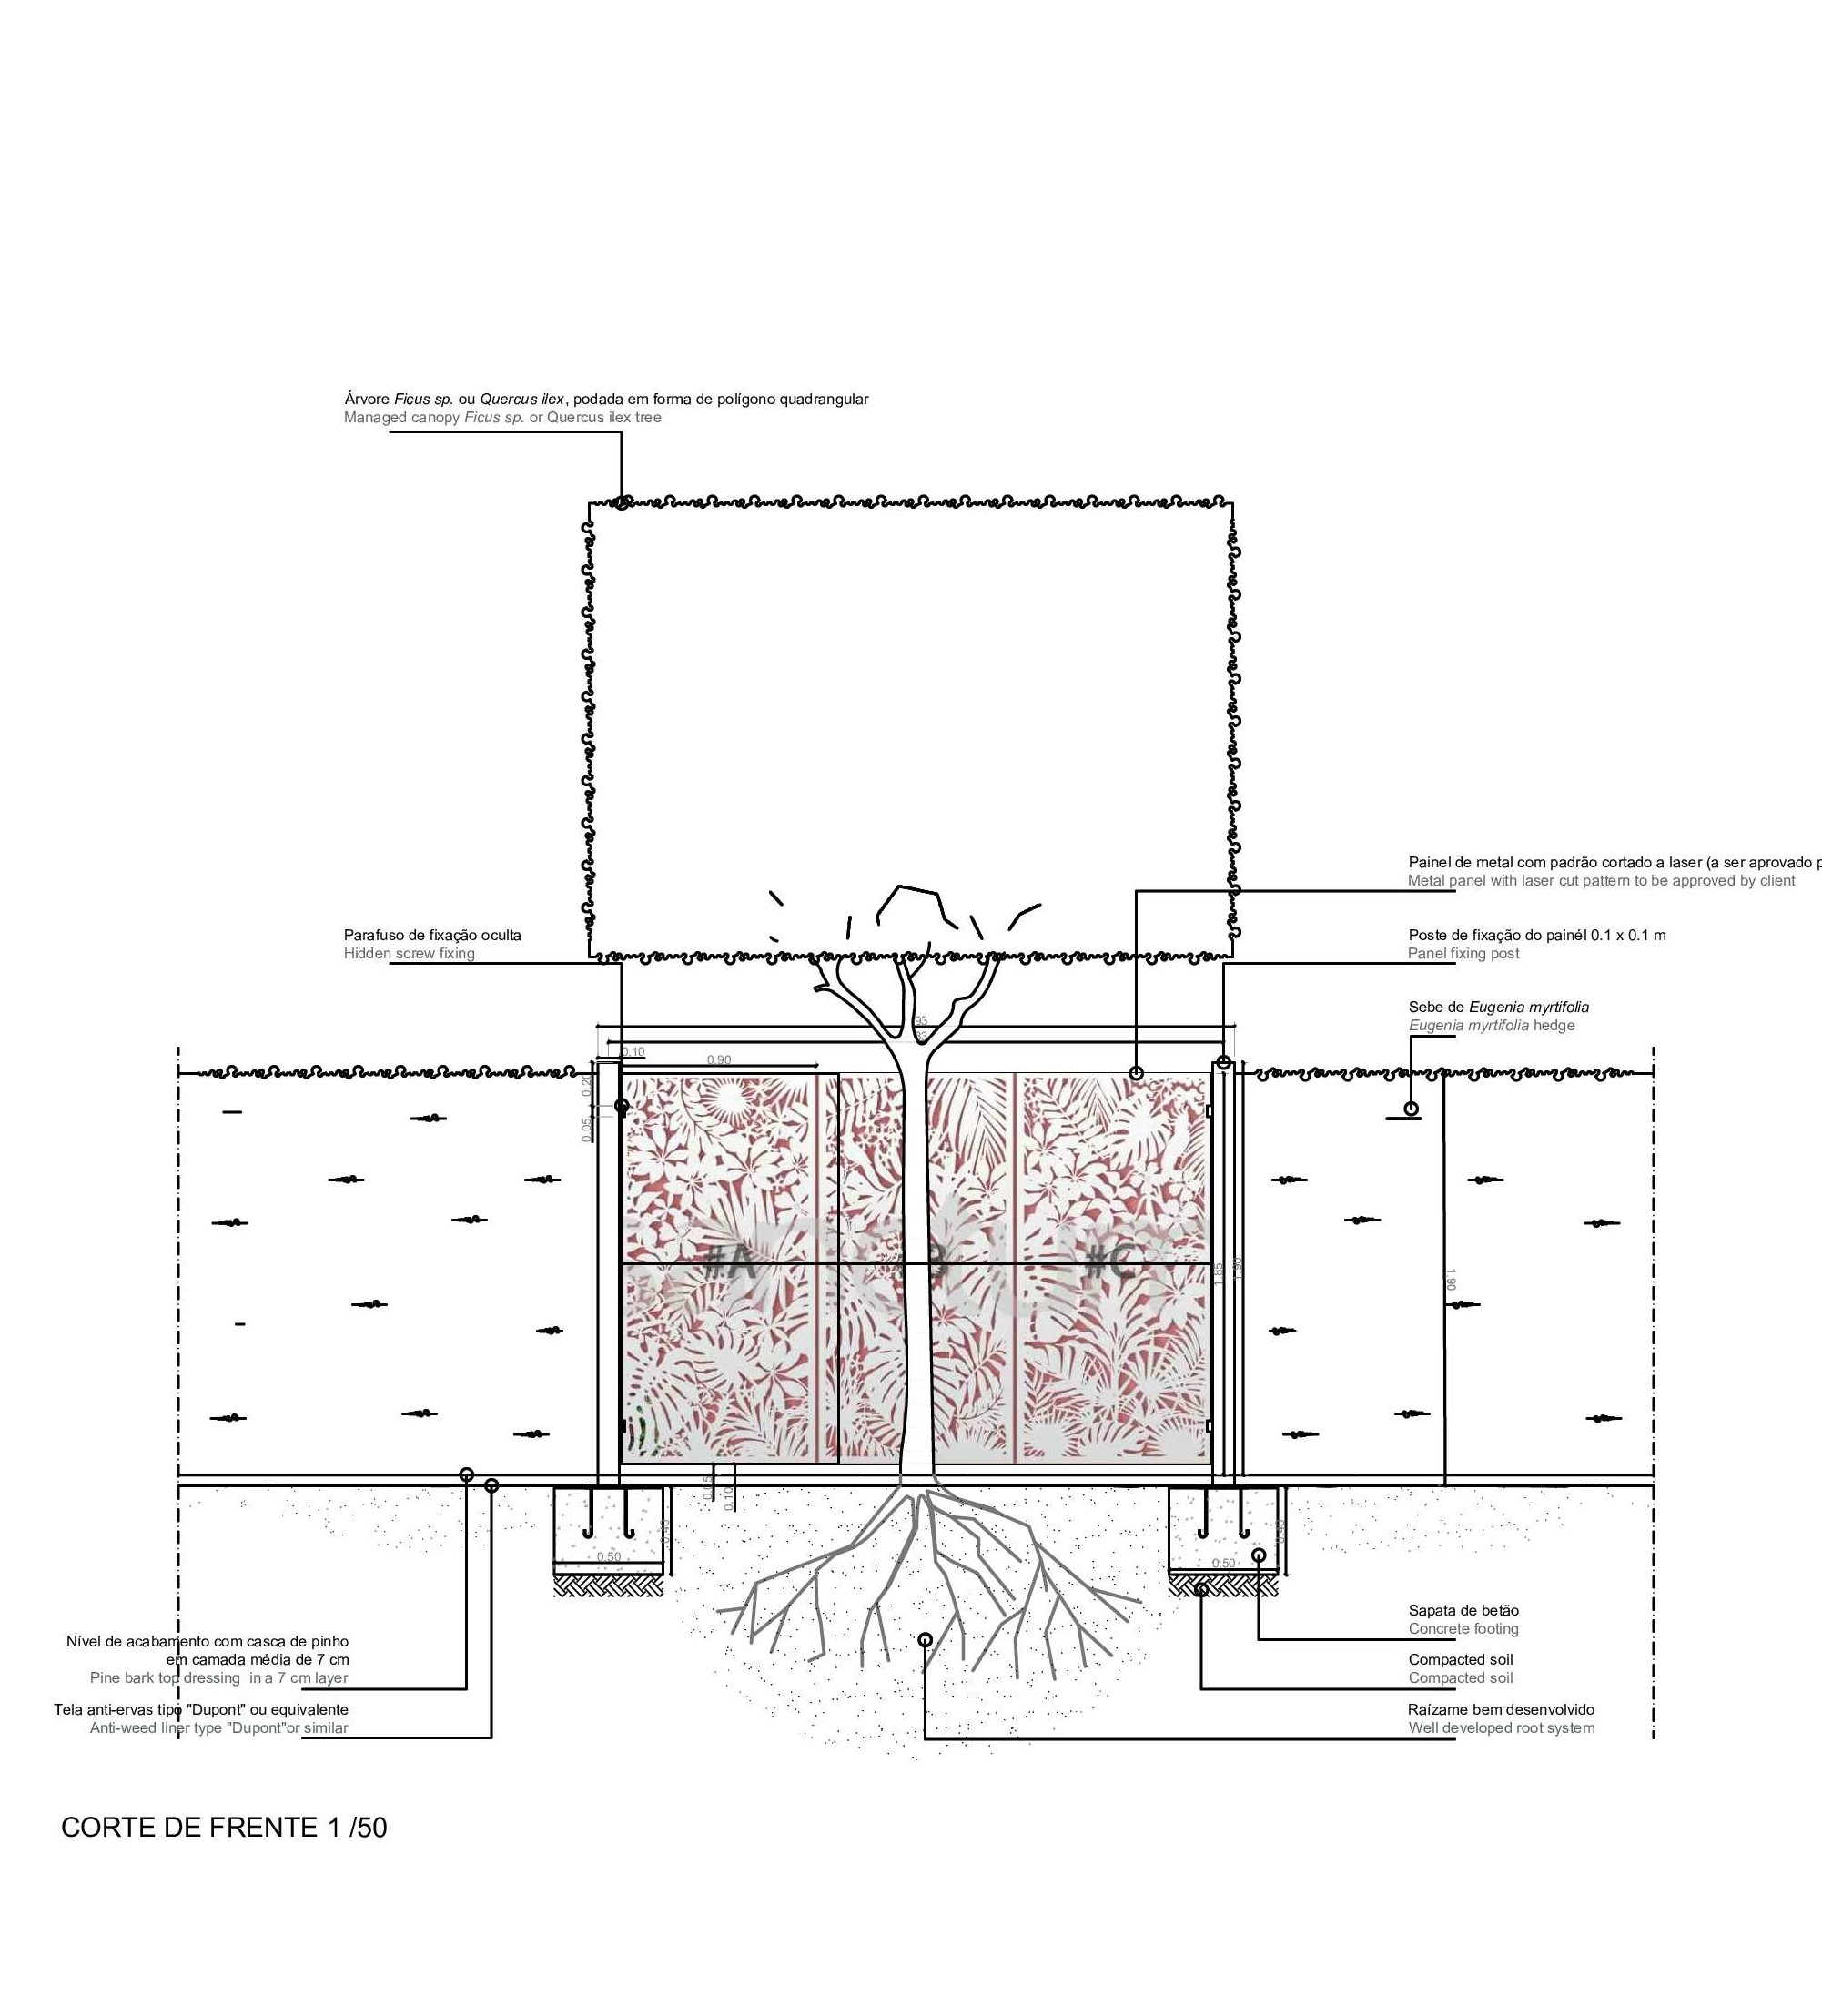 Árvore Ficus sp. ou Quercus ilex, podada em forma de polígono quadrangular
Managed canopy Ficus sp. or Quercus ilex tree
Painel de metal com padrão cortado a laser (a ser aprovado
Metal panel with laser cut pattern to be approved by client
Parafuso de fixação oculta
Hidden screw fixing
Poste de fixação do painél 0.1 x 0.1 m
Panel fixing post
Sebe de Eugenia myrtifolia
Eugenia myrtifolia hedge
93
0.10
0.90
0.20
0.05
#A
#C
1.85
1.90
1.90
0.05
0.10
0.40
0.50
0.40
0.50
Sapata de betão
Concrete footing
Nível de acabamento com casca de pinho
em camada média de 7 cm
Pine bark top dressing in a 7 cm layer
Compacted soil
Compacted soil
Tela anti-ervas tipo "Dupont" ou equivalente
Anti-weed liner type "Dupont"or similar
Raízame bem desenvolvido
Well developed root system
CORTE DE FRENTE 1 /50